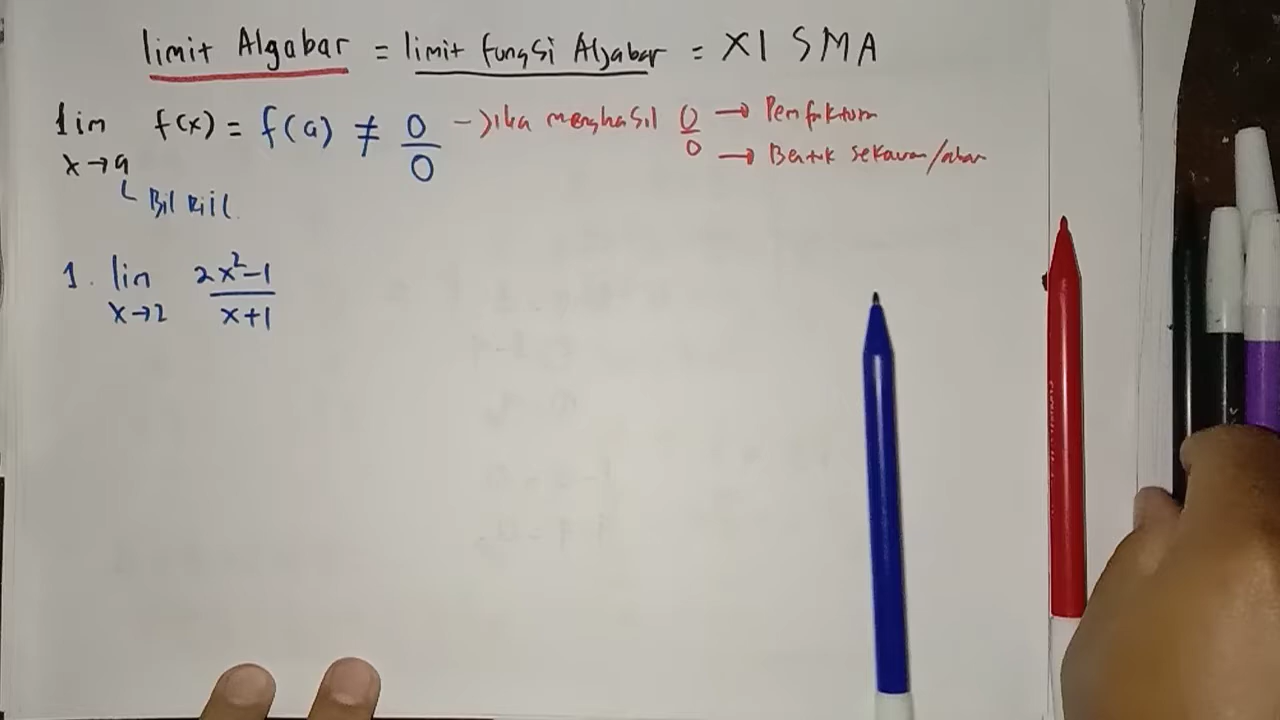 limit Algabar = limit fungsi Aljabar = XI SMA
lim f(x) = f(a) ≠ 0/0 - Jika menghasil 0/0 → Pemfaktoran
x→a → Bentuk sekawan/akar
Bil Riil.
1. lim 2x²-1
x→2 x+1